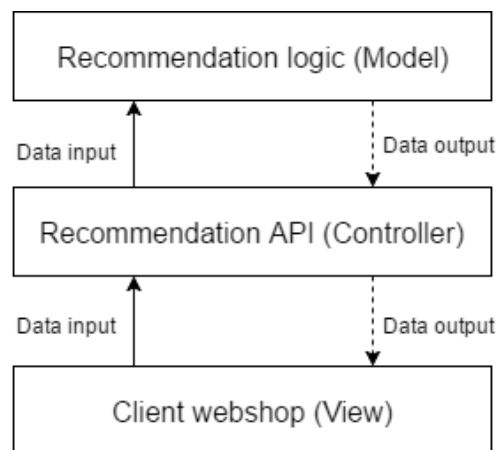 Recommendation logic (Model)
Data input
Data output
Recommendation API (Controller)
Data input
Data output
Client webshop (View)